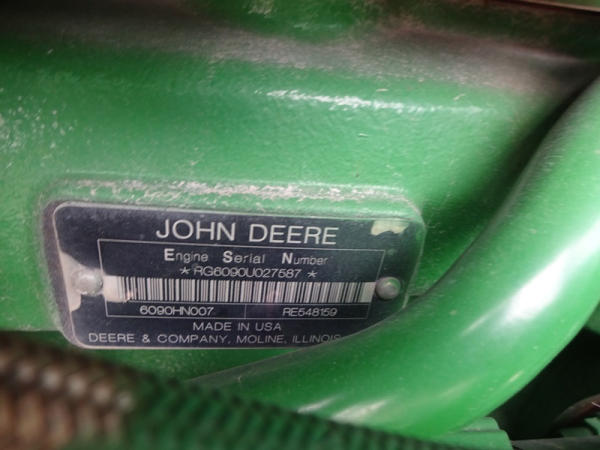 JOHN DEERE
Engine Serial Number
*RG6090U027587*
6090HN007 RE548159
MADE IN USA
DEERE & COMPANY, MOLINE, ILLINOIS